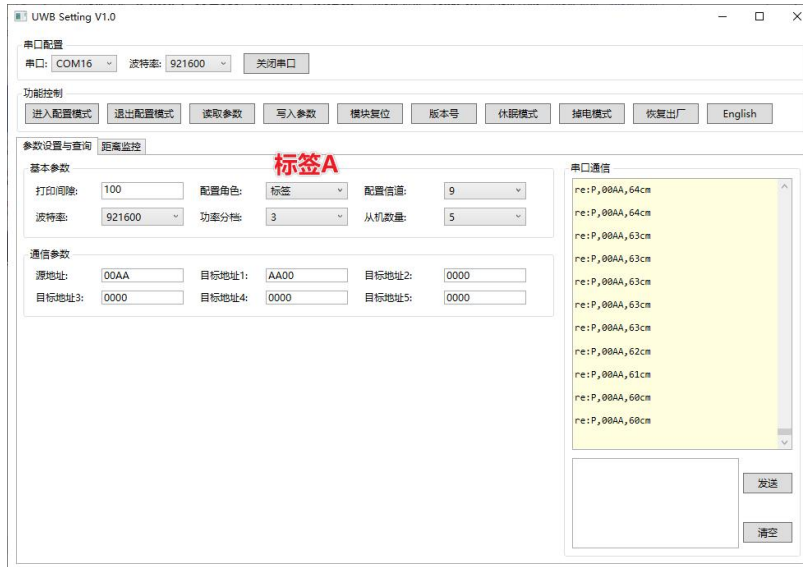 UWB Setting V1.0
串口配置
串口: COM16 波特率: 921600 关闭串口
功能控制
进入配置模式 退出配置模式 读取参数 写入参数 模块复位 版本号 休眠模式 掉电模式 恢复出厂 English
参数设置与查询 距离监控
标签A
基本参数
打印间隙: 100 配置角色: 标签 配置信道: 9
波特率: 921600 功率分档: 3 从机数量: 5
通信参数
源地址: 00AA 目标地址1: AA00 目标地址2: 0000
目标地址3: 0000 目标地址4: 0000 目标地址5: 0000
串口通信
re:P,00AA,64cm
re:P,00AA,64cm
re:P,00AA,63cm
re:P,00AA,63cm
re:P,00AA,63cm
re:P,00AA,63cm
re:P,00AA,63cm
re:P,00AA,62cm
re:P,00AA,61cm
re:P,00AA,60cm
re:P,00AA,60cm
发送
清空